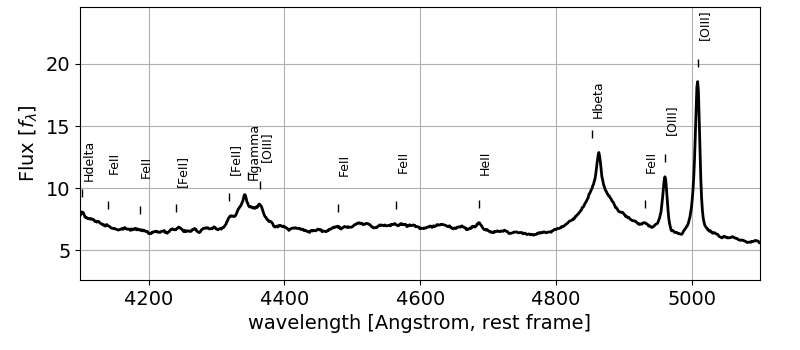 [OIII]
Hbeta
[OIII]
Hdelta
FeII
FeII
[FeII]
[FeII]
Hgamma
[OIII]
FeII
FeII
HeII
FeII
Flux [fλ]
20
15
10
5
4200
4400
4600
4800
5000
wavelength [Angstrom, rest frame]